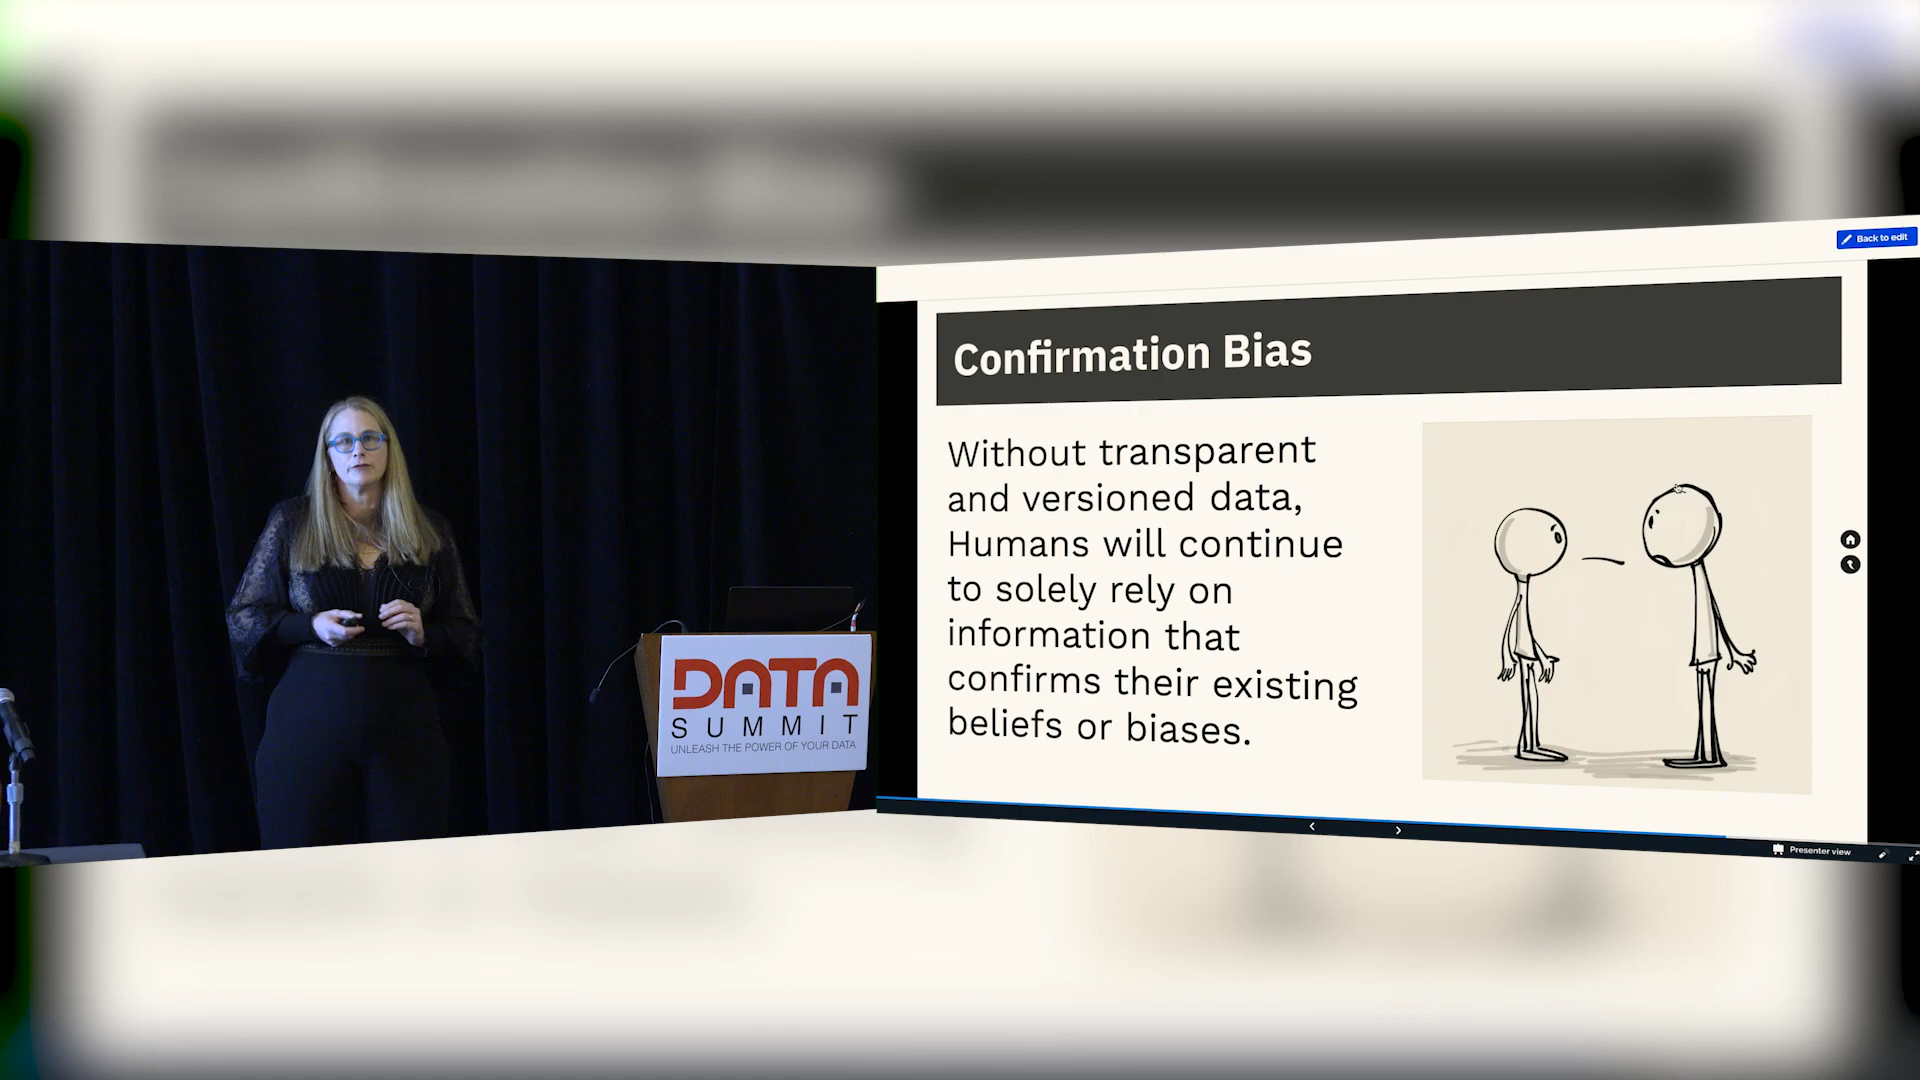 Back to edit
Confirmation Bias
Without transparent
and versioned data,
Humans will continue
to solely rely on
information that
confirms their existing
beliefs or biases.
DATA
SUMMIT
UNLEASH THE POWER OF YOUR DATA
Presenter view